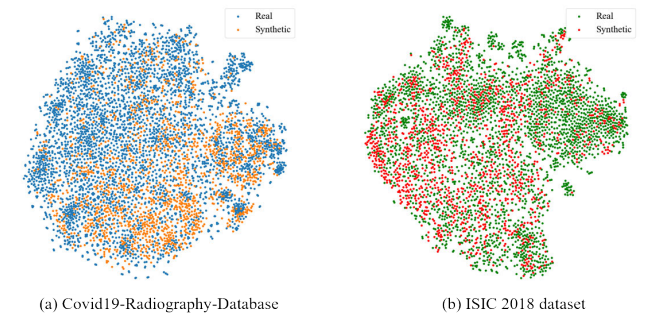 Real
Synthetic
Real
Synthetic
(a) Covid19-Radiography-Database
(b) ISIC 2018 dataset